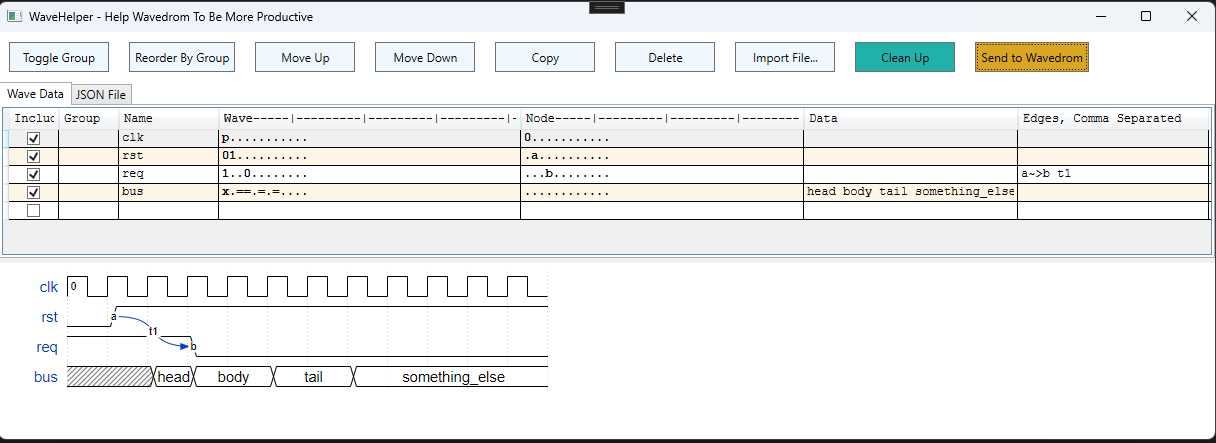 WaveHelper - Help Wavedrom To Be More Productive
Toggle Group Reorder By Group Move Up Move Down Copy Delete Import File... Clean Up Send to Wavedrom
Wave Data JSON File
Includ Group Name Wave-----|---------|---------|---------|- Node-----|---------|---------|-------- Data Edges, Comma Separated
clk p........... 0...........
rst 01.......... .a..........
req 1..0........ ...b........ a~>b t1
bus x.==.=.=.... ............ head body tail something_else
clk 0
rst a
t1
req b
bus head body tail something_else